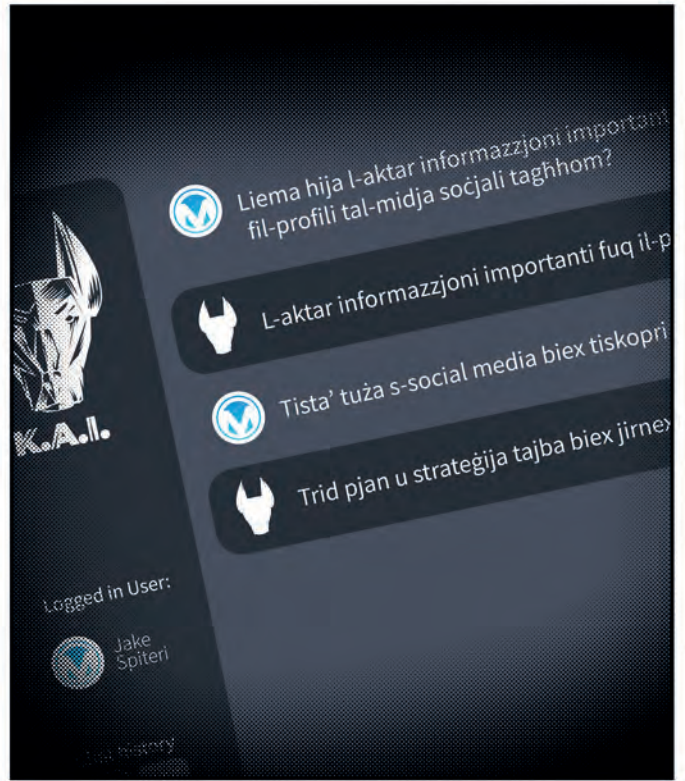 Liema hija l-aktar informazzjoni important
fil-profili tal-midja soċjali tagħhom?
L-aktar informazzjoni importanti fuq il-p
Tista' tuża s-social media biex tiskopri
Trid pjan u strateġija tajba biex jirnex
K.A.I.
Logged in User:
Jake
Spiteri
history